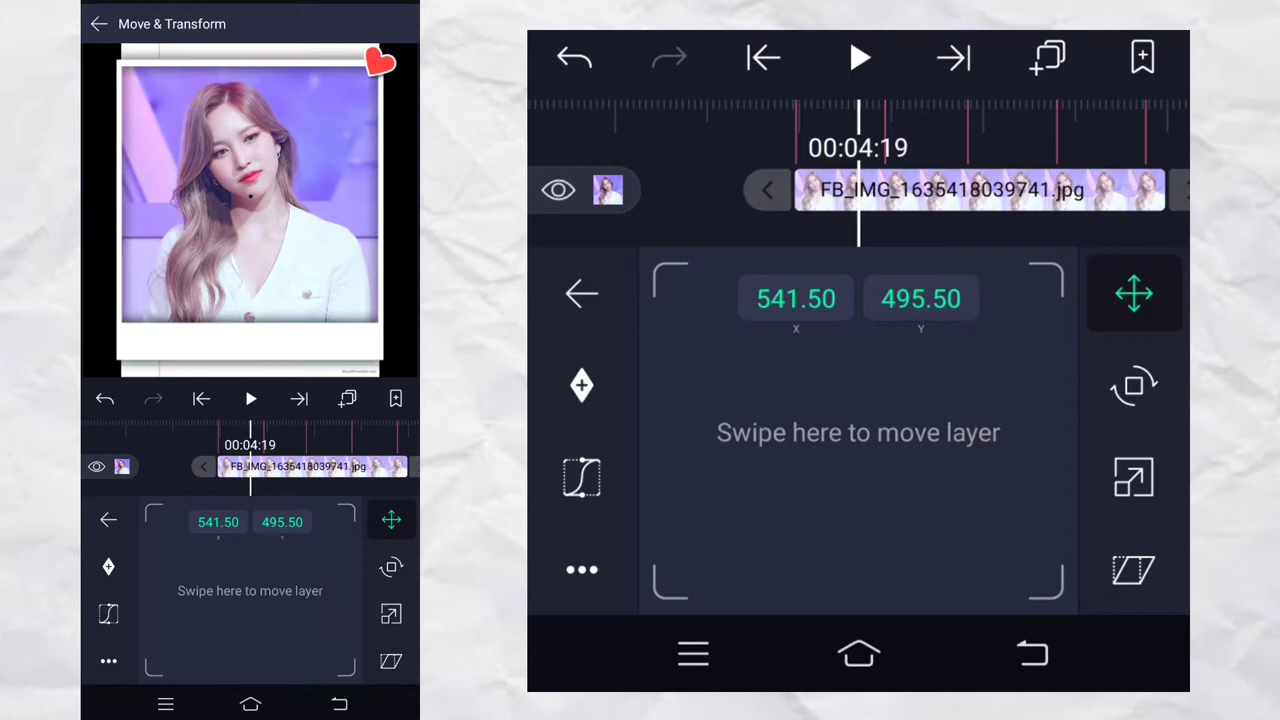 Move & Transform
00:04:19
FB_IMG_1635418039741.jpg
541.50 495.50
X Y
Swipe here to move layer
00:04:19
FB_IMG_1635418039741.jpg
541.50 495.50
X Y
Swipe here to move layer